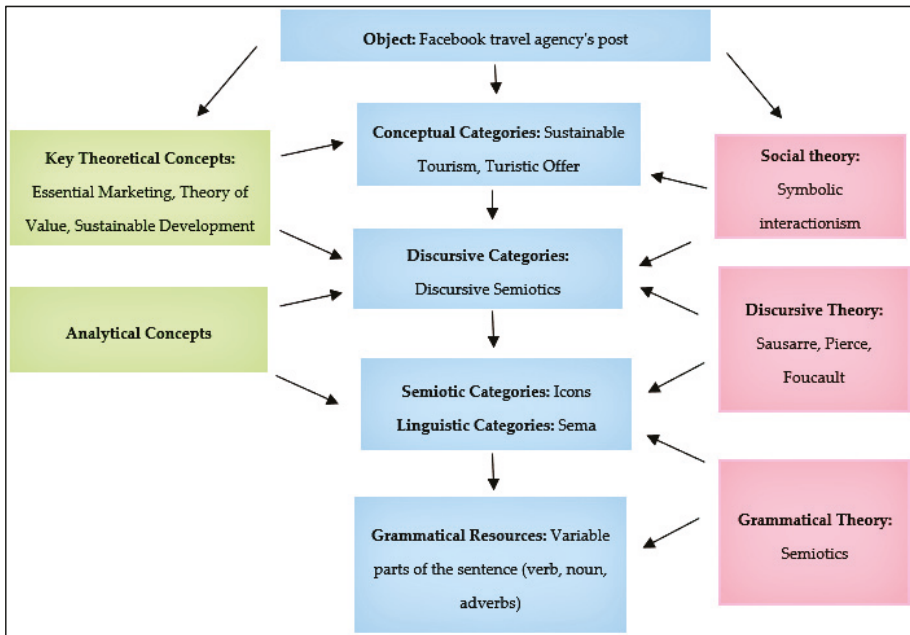 Object: Facebook travel agency's post
Conceptual Categories: Sustainable
Tourism, Turistic Offer
Key Theoretical Concepts:
Essential Marketing, Theory of
Value, Sustainable Development
Social theory:
Symbolic
interactionism
Discursive Categories:
Discursive Semiotics
Analytical Concepts
Discursive Theory:
Sausarre, Pierce,
Foucault
Semiotic Categories: Icons
Linguistic Categories: Sema
Grammatical Resources: Variable
parts of the sentence (verb, noun,
adverbs)
Grammatical Theory:
Semiotics